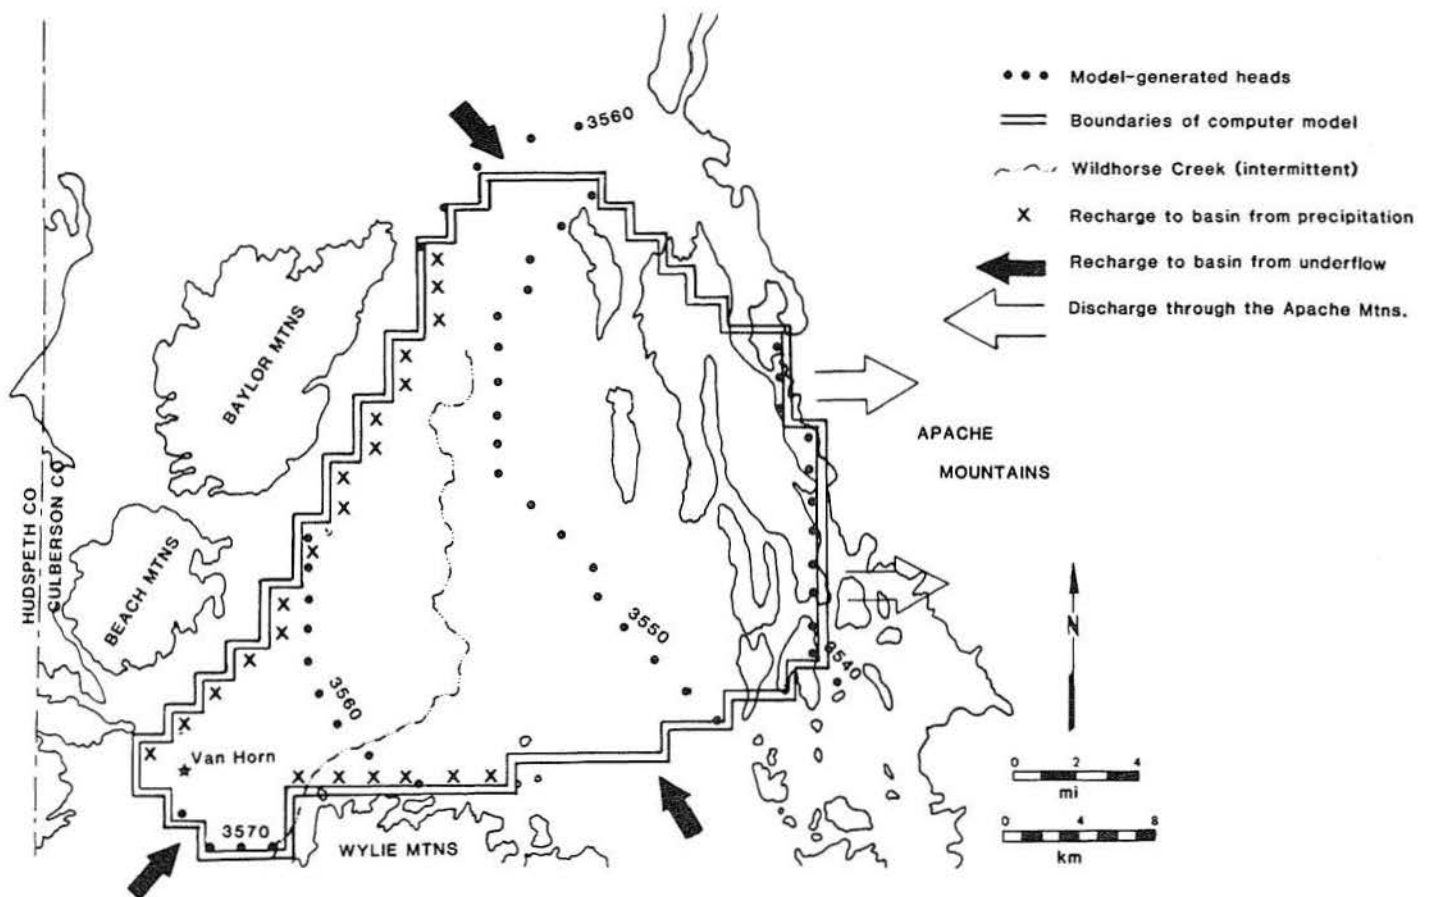 3560
Model-generated heads
Boundaries of computer model
Wildhorse Creek (intermittent)
X Recharge to basin from precipitation
Recharge to basin from underflow
Discharge through the Apache Mtns.
BAYLOR MTNS
APACHE
MOUNTAINS
HUDSPETH CO
CULBERSON CO
BEACH MTNS
3550
3540
N
3560
Van Horn
3570
WYLIE MTNS
0 2 4
mi
0 4 8
km